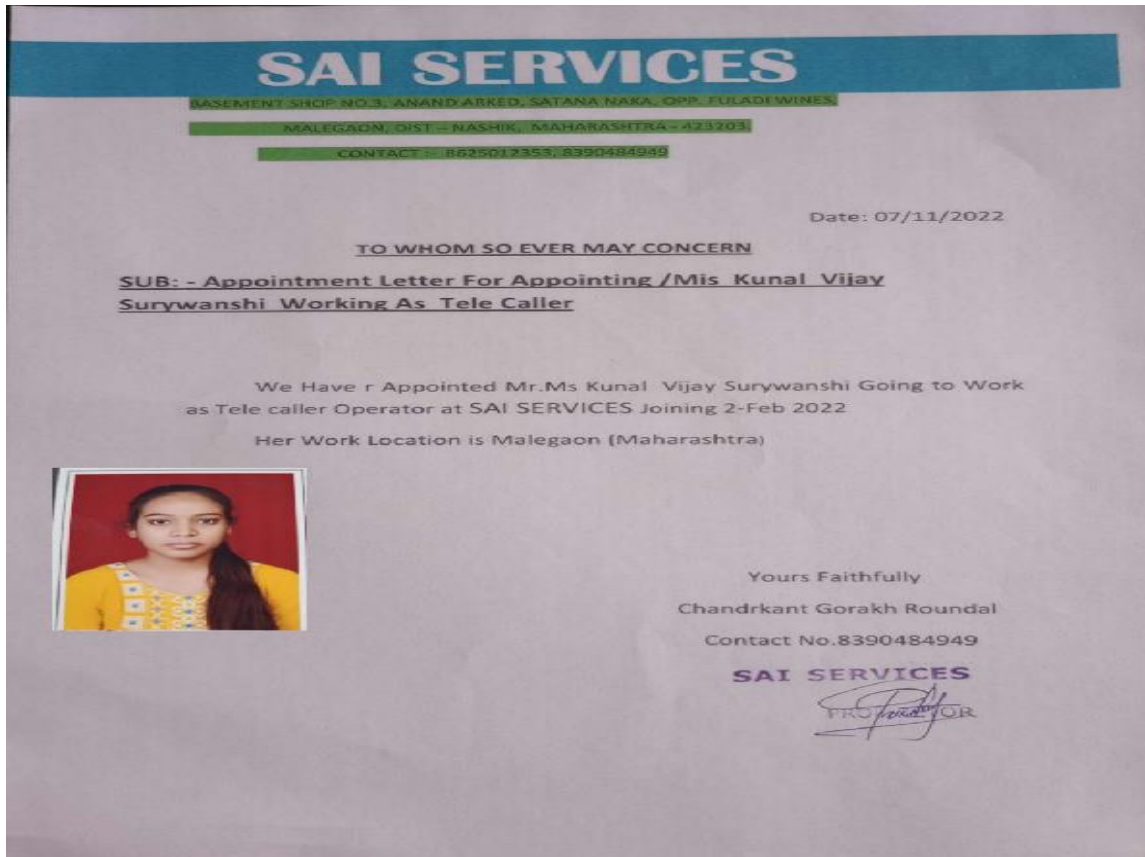 SAI SERVICES
BASEMENT SHOP NO.3, ANAND ARKED, SATANA NAKA, OPP. FULADI WINES,
MALEGAON, DIST – NASHIK, MAHARASHTRA - 423203.
CONTACT :- 8625012353, 8390484949
Date: 07/11/2022
TO WHOM SO EVER MAY CONCERN
SUB: - Appointment Letter For Appointing /Mis Kunal Vijay
Surywanshi Working As Tele Caller
We Have r Appointed Mr.Ms Kunal Vijay Surywanshi Going to Work
as Tele caller Operator at SAI SERVICES Joining 2-Feb 2022
Her Work Location is Malegaon (Maharashtra)
Yours Faithfully
Chandrkant Gorakh Roundal
Contact No.8390484949
SAI SERVICES